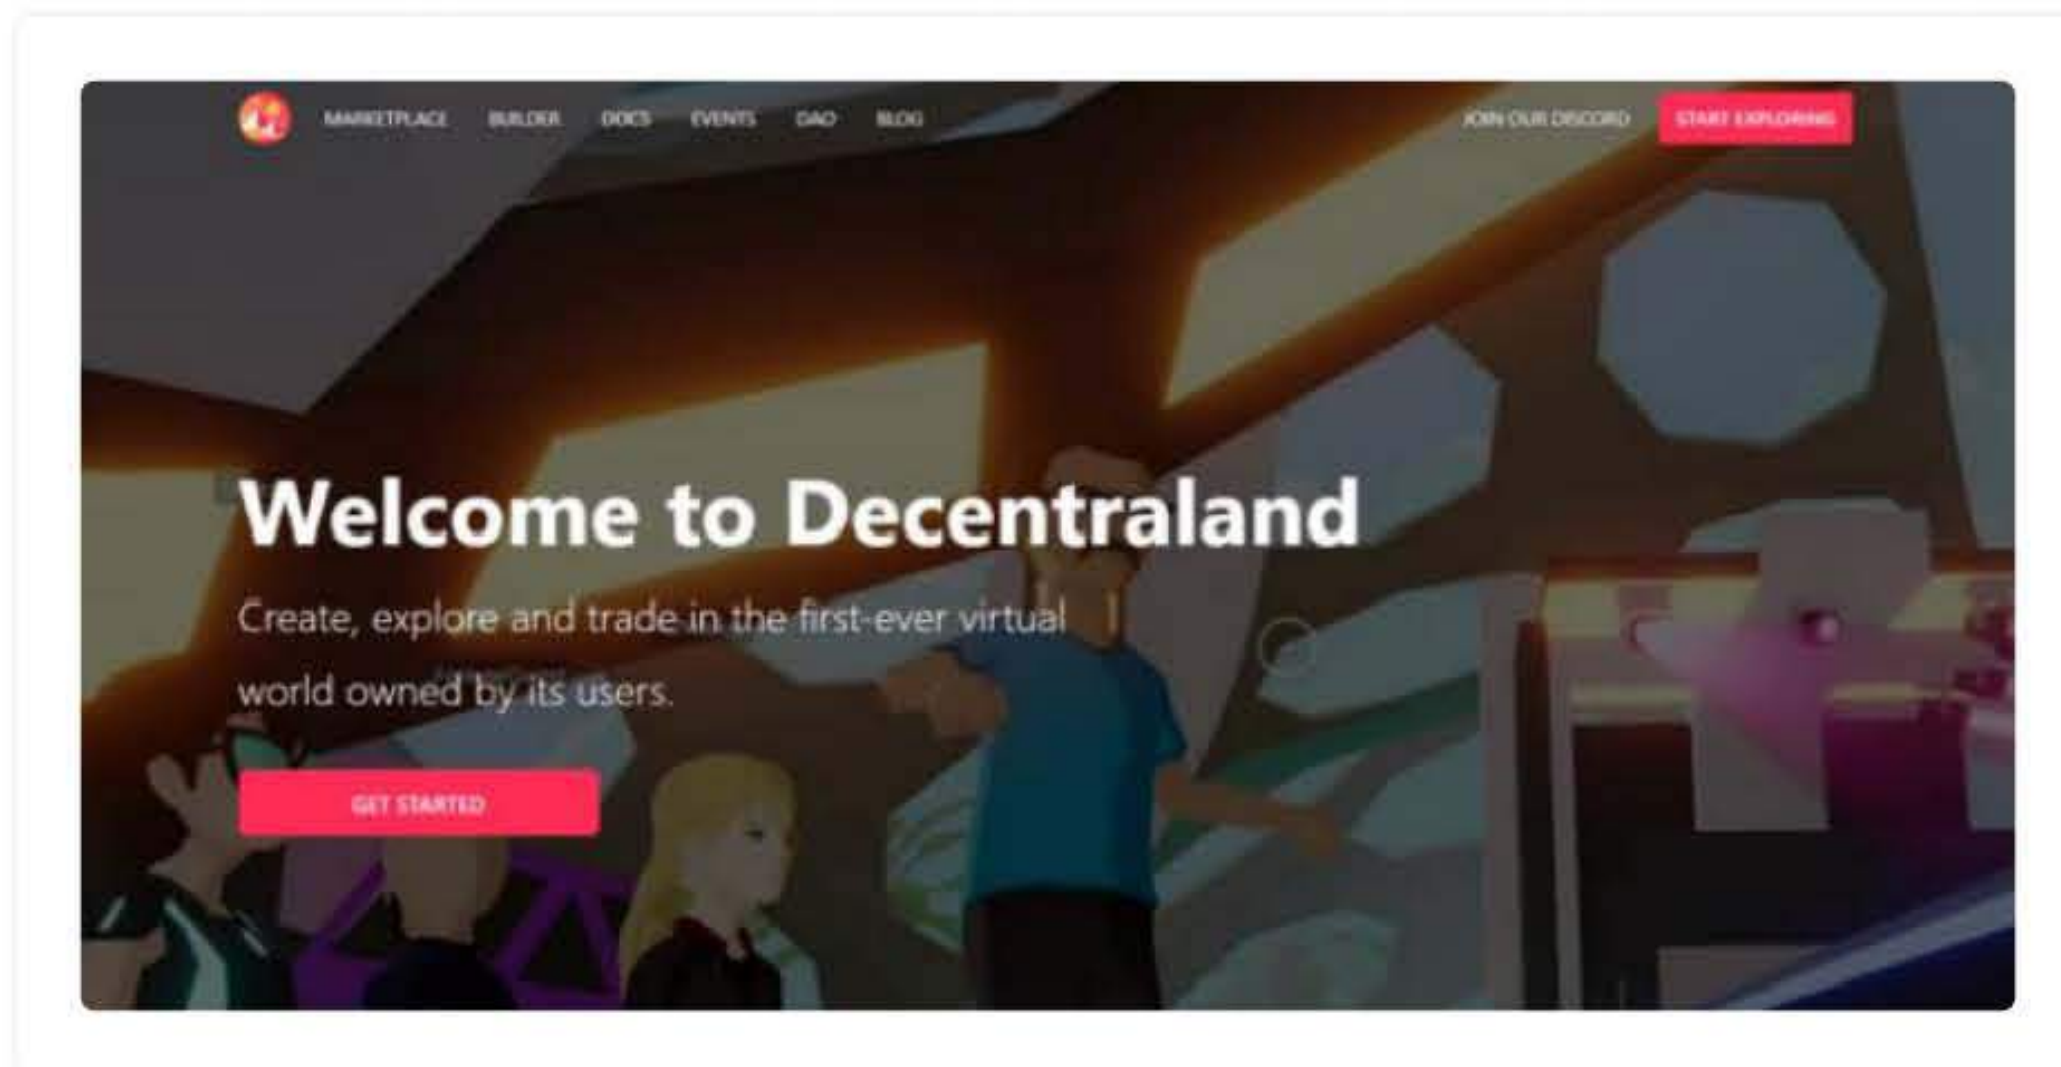 MARKETPLACE BUILDER DOCS EVENTS DAO BLOG JOIN OUR DISCORD START EXPLORING
Welcome to Decentraland
Create, explore and trade in the first-ever virtual
world owned by its users.
GET STARTED